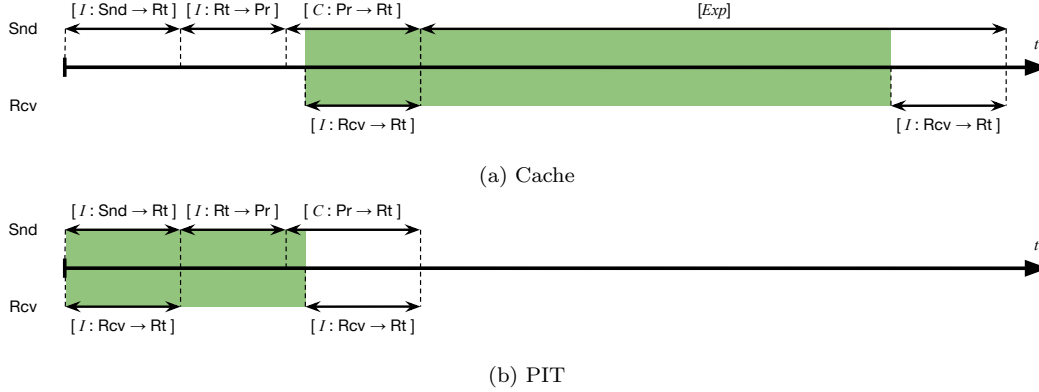 [ I : Snd → Rt ] [ I : Rt → Pr ] [ C : Pr → Rt ] [Exp]
Snd
t
Rcv
[ I : Rcv → Rt ] [ I : Rcv → Rt ]
(a) Cache
[ I : Snd → Rt ] [ I : Rt → Pr ] [ C : Pr → Rt ]
Snd
t
Rcv
[ I : Rcv → Rt ] [ I : Rcv → Rt ]
(b) PIT